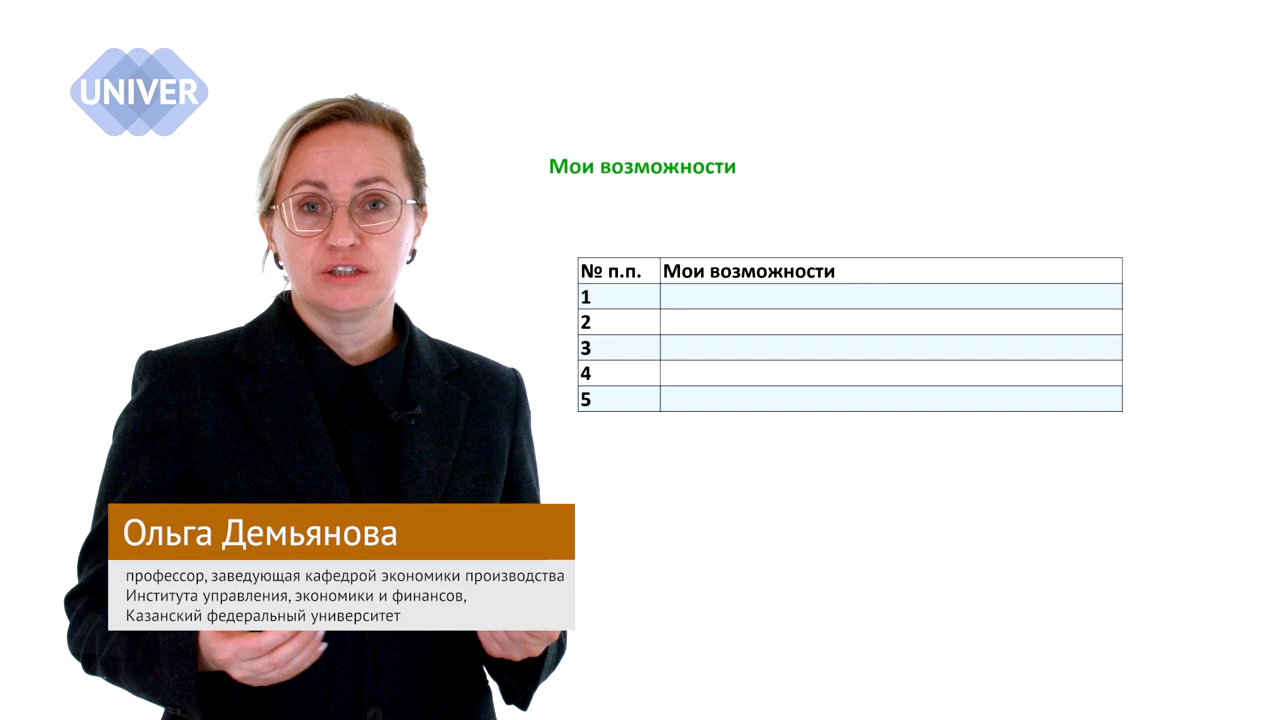 UNIVER
Мои возможности
№ п.п. Мои возможности
1
2
3
4
5
Ольга Демьянова
профессор, заведующая кафедрой экономики производства
Института управления, экономики и финансов,
Казанский федеральный университет